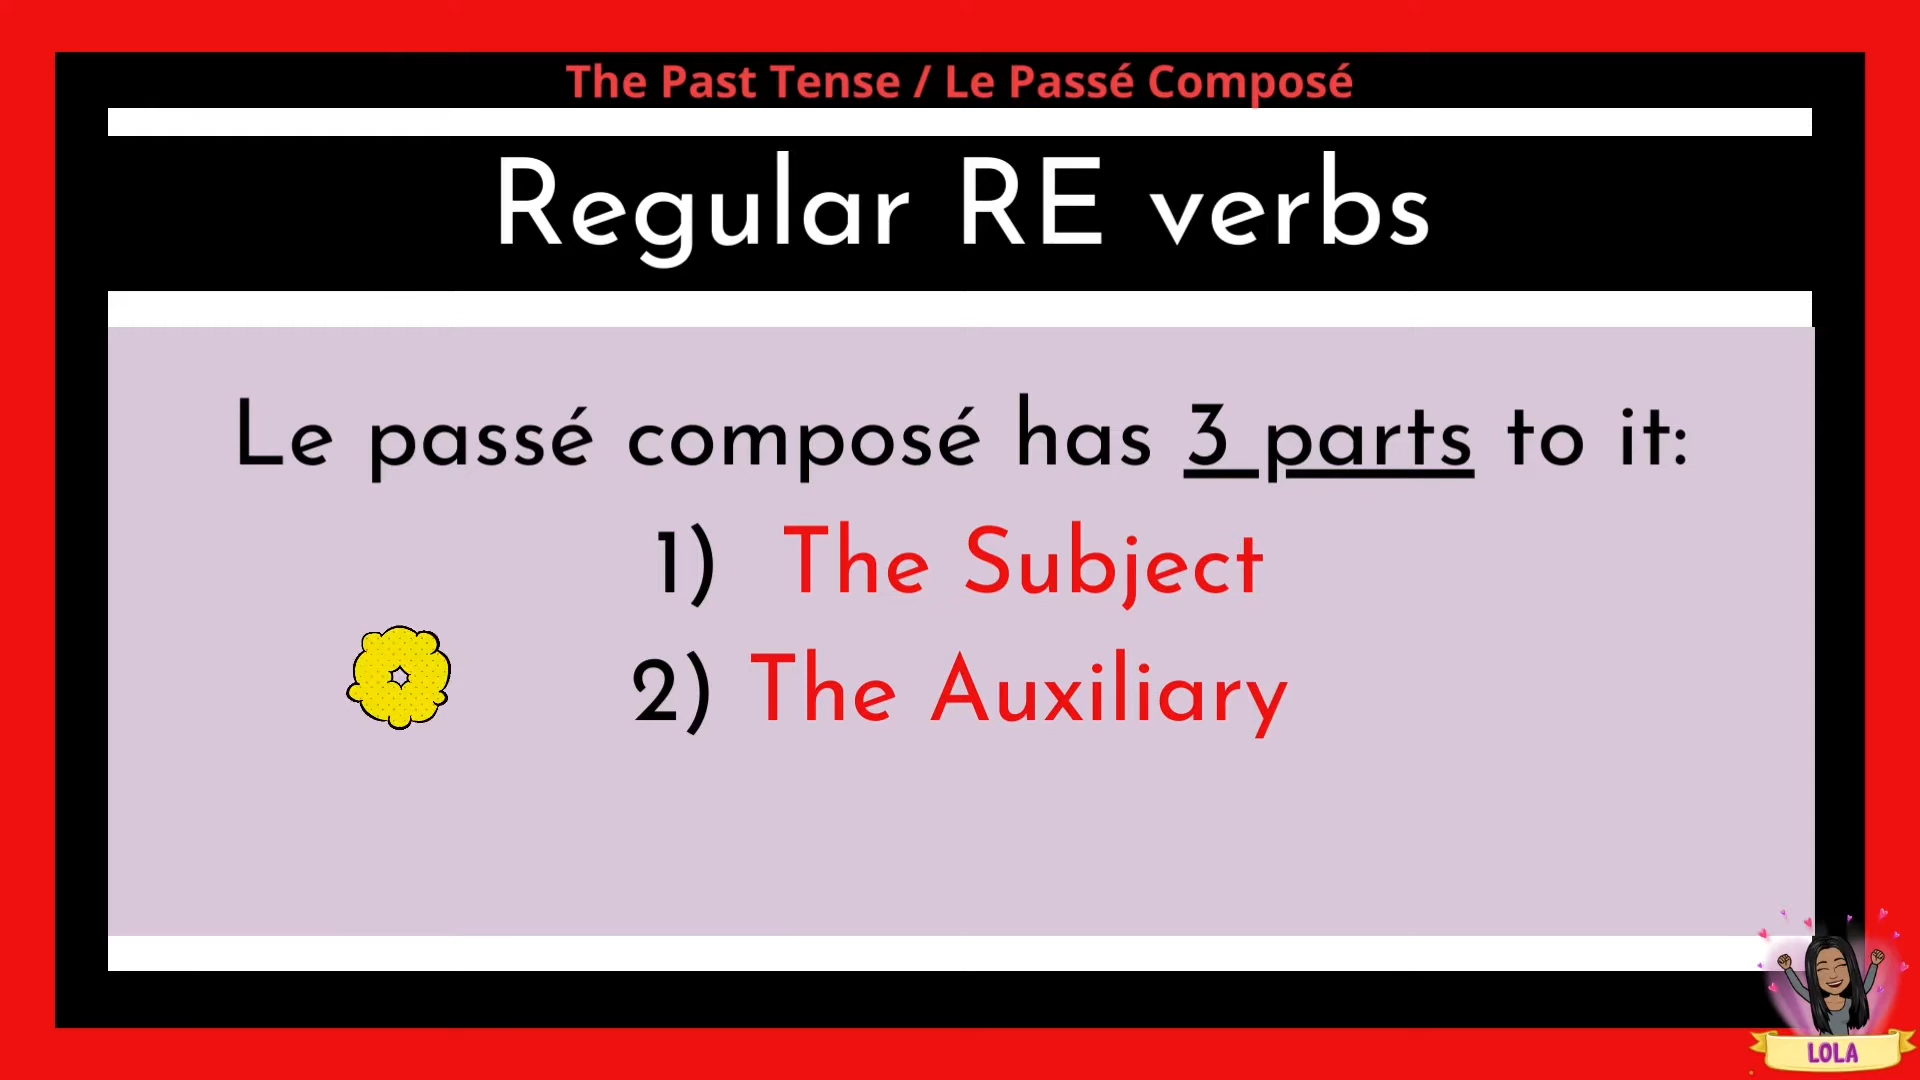 The Past Tense / Le Passé Composé
Regular RE verbs
Le passé composé has 3 parts to it:
1) The Subject
2) The Auxiliary
LOLA